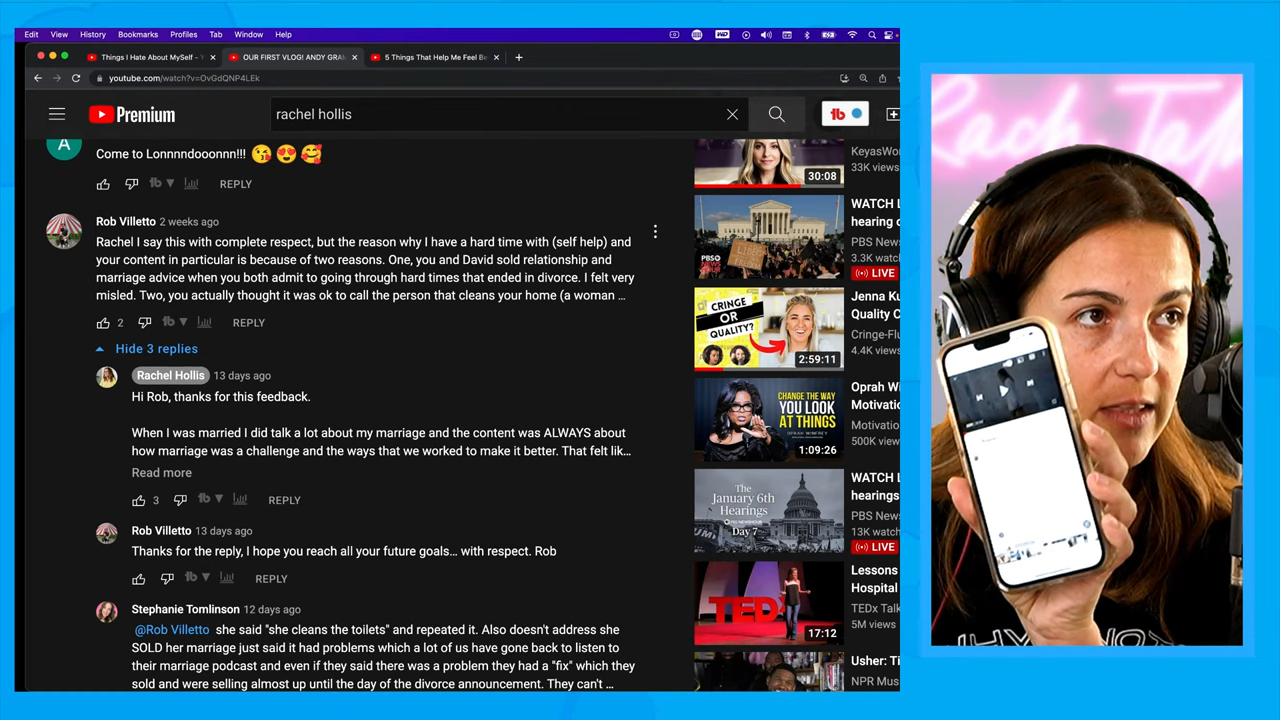 Edit View History Bookmarks Profiles Tab Window Help
Things I Hate About MySelf - Y
OUR FIRST VLOG! ANDY GRA
5 Things That Help Me Feel Be
youtube.com/watch?v=OvGdQNP4LEk
Premium
rachel hollis
tb
A
Come to Lonnndooonnn!!! 😘 😍 🥰
REPLY
Rob Villetto 2 weeks ago
Rachel I say this with complete respect, but the reason why I have a hard time with (self help) and
your content in particular is because of two reasons. One, you and David sold relationship and
marriage advice when you both admit to going through hard times that ended in divorce. I felt very
misled. Two, you actually thought it was ok to call the person that cleans your home (a woman ...
2 REPLY
Hide 3 replies
Rachel Hollis 13 days ago
Hi Rob, thanks for this feedback.
When I was married I did talk a lot about my marriage and the content was ALWAYS about
how marriage was a challenge and the ways that we worked to make it better. That felt lik...
Read more
3 REPLY
Rob Villetto 13 days ago
Thanks for the reply, I hope you reach all your future goals... with respect. Rob
REPLY
Stephanie Tomlinson 12 days ago
@Rob Villetto she said "she cleans the toilets" and repeated it. Also doesn't address she
SOLD her marriage just said it had problems which a lot of us have gone back to listen to
their marriage podcast and even if they said there was a problem they had a "fix" which they
sold and were selling almost up until the day of the divorce announcement. They can't ...
KeyasWor
33K views
30:08
WATCH L
hearing o
PBS News
3.3K watc
LIVE
Jenna Ku
Quality C
Cringe-Flu
4.4K view
CRINGE
OR
QUALITY?
2:59:11
Oprah Wi
Motivatio
Motivation
500K view
CHANGE THE WAY
YOU LOOK
AT THINGS
1:09:26
WATCH L
hearings
PBS News
13K watch
LIVE
The
January 6th
Hearings
Day 7
Lessons
Hospital
TEDx Talk
5M views
TED
17:12
Usher: Ti
NPR Mus
Rach Talk